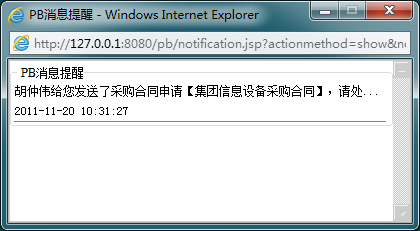 PB消息提醒 - Windows Internet Explorer
http://127.0.0.1:8080/pb/notification.jsp?actionmethod=show&no
PB消息提醒
胡仲伟给您发送了采购合同申请【集团信息设备采购合同】，请处...
2011-11-20 10:31:27